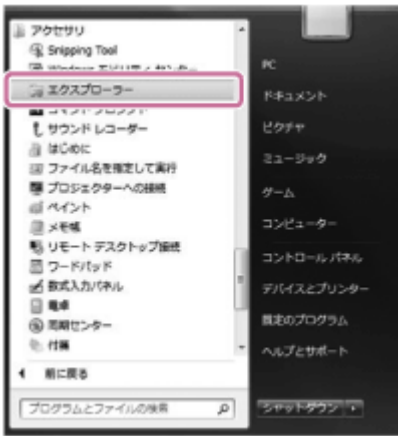 アクセサリ
Snipping Tool
エクスプローラー
コマンド プロンプト
サウンド レコーダー
はじめに
ファイル名を指定して実行
プロジェクターへの接続
ペイント
メモ帳
リモート デスクトップ接続
ワードパッド
数式入力パネル
電卓
同期センター
付箋
前に戻る
プログラムとファイルの検索
PC
ドキュメント
ピクチャ
ミュージック
ゲーム
コンピューター
コントロール パネル
デバイスとプリンター
既定のプログラム
ヘルプとサポート
シャットダウン